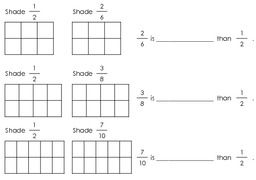 Shade 1/2 Shade 2/6
2/6 is ____________ than 1/2 .
Shade 1/2 Shade 3/8
3/8 is ____________ than 1/2 .
Shade 1/2 Shade 7/10
7/10 is ____________ than 1/2 .